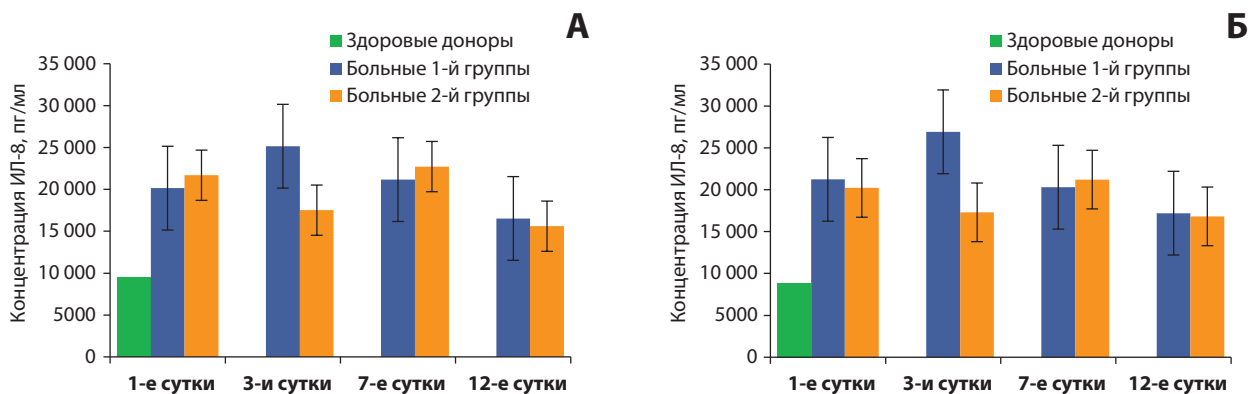 А
Здоровые доноры
Больные 1-й группы
Больные 2-й группы
Концентрация ИЛ-8, пг/мл
35 000
30 000
25 000
20 000
15 000
10 000
5000
0
1-е сутки 3-и сутки 7-е сутки 12-е сутки
Б
Здоровые доноры
Больные 1-й группы
Больные 2-й группы
Концентрация ИЛ-8, пг/мл
35 000
30 000
25 000
20 000
15 000
10 000
5000
0
1-е сутки 3-и сутки 7-е сутки 12-е сутки